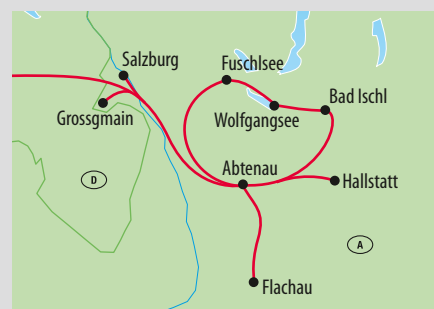 Salzburg
Fuschlsee
Bad Ischl
Grossgmain
Wolfgangsee
Abtenau
D
Hallstatt
A
Flachau